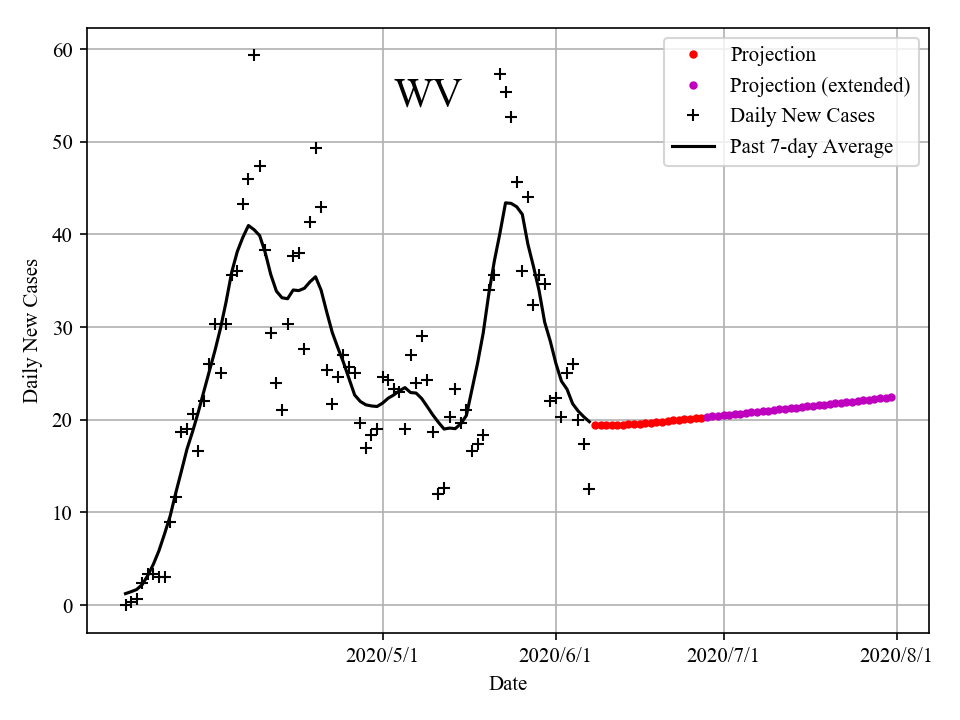 WV
Projection
Projection (extended)
Daily New Cases
Past 7-day Average
60
50
40
30
20
10
0
Daily New Cases
2020/5/1
2020/6/1
2020/7/1
2020/8/1
Date